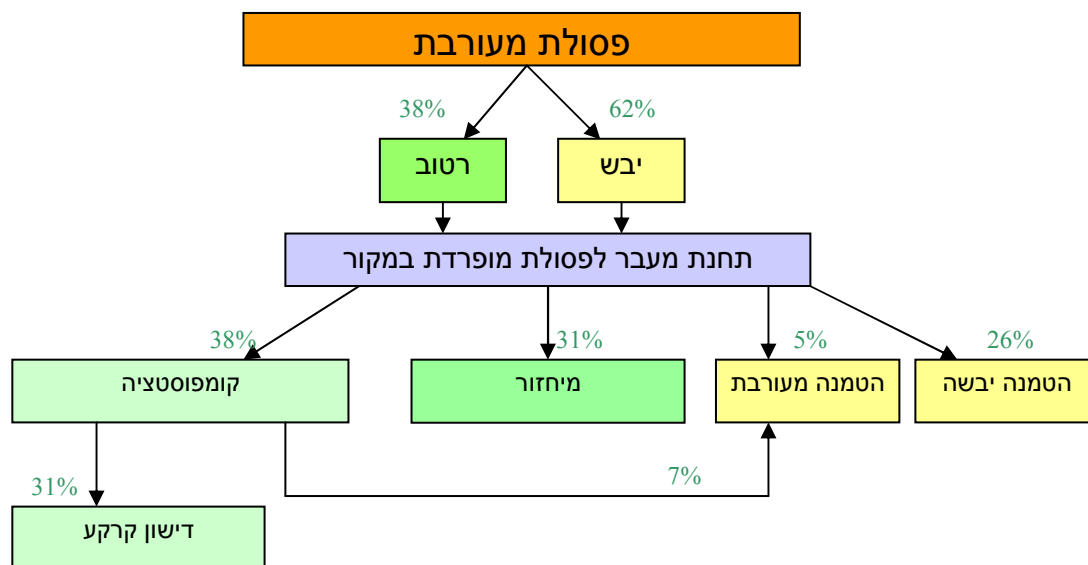 פסולת מעורבת
62%
38%
יבש
רטוב
תחנת מעבר לפסולת מופרדת במקור
26%
5%
31%
38%
הטמנה יבשה
הטמנה מעורבת
מיחזור
קומפוסטציה
7%
31%
דישון קרקע